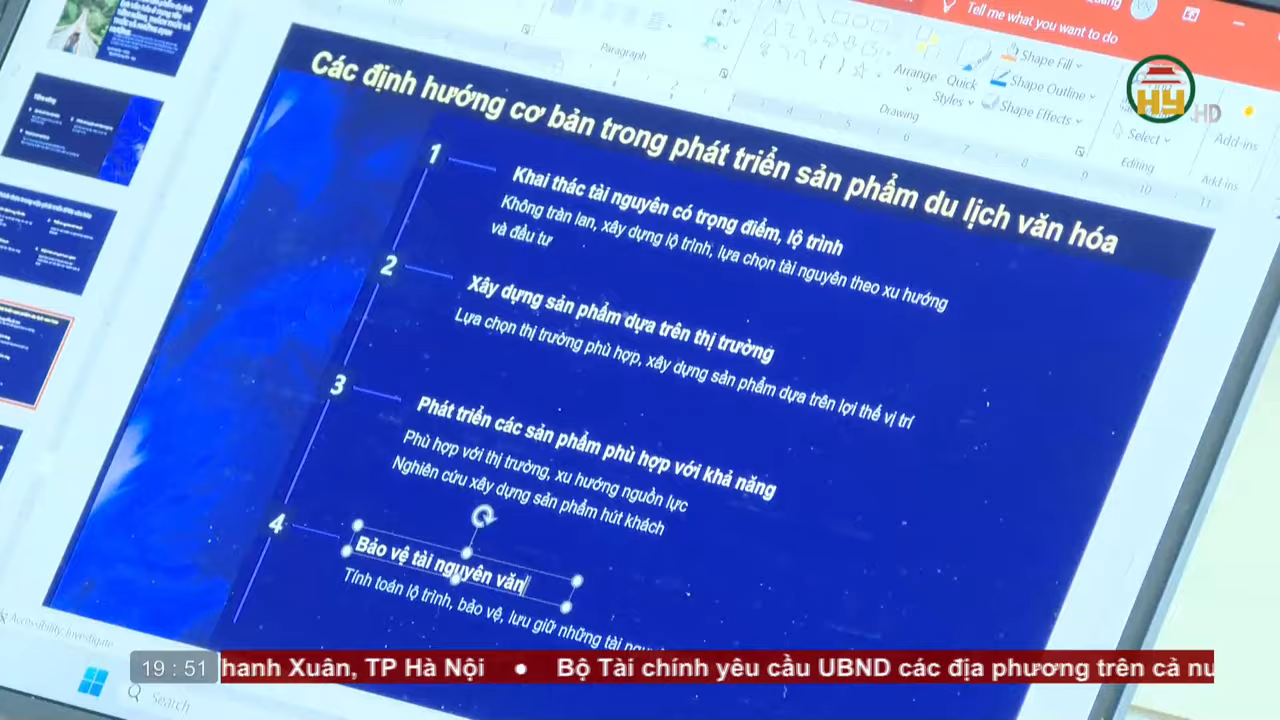 Tell me what you want to do
Paragraph
Arrange
Quick
Styles
Shape Fill
Shape Outline
Shape Effects
Drawing
Select
Editing
Add-ins
Add-ins
HY
.HD
Các định hướng cơ bản trong phát triển sản phẩm du lịch văn hóa
1
Khai thác tài nguyên có trọng điểm, lộ trình
Không tràn lan, xây dựng lộ trình, lựa chọn tài nguyên theo xu hướng
và đầu tư
2
Xây dựng sản phẩm dựa trên thị trường
Lựa chọn thị trường phù hợp, xây dựng sản phẩm dựa trên lợi thế vị trí
3
Phát triển các sản phẩm phù hợp với khả năng
Phù hợp với thị trường, xu hướng nguồn lực
Nghiên cứu xây dựng sản phẩm hút khách
4
Bảo vệ tài nguyên văn
Tính toán lộ trình, bảo vệ, lưu giữ những tài
Accessibility: Investigate
Search
19 : 51
hanh Xuân, TP Hà Nội • Bộ Tài chính yêu cầu UBND các địa phương trên cả nư